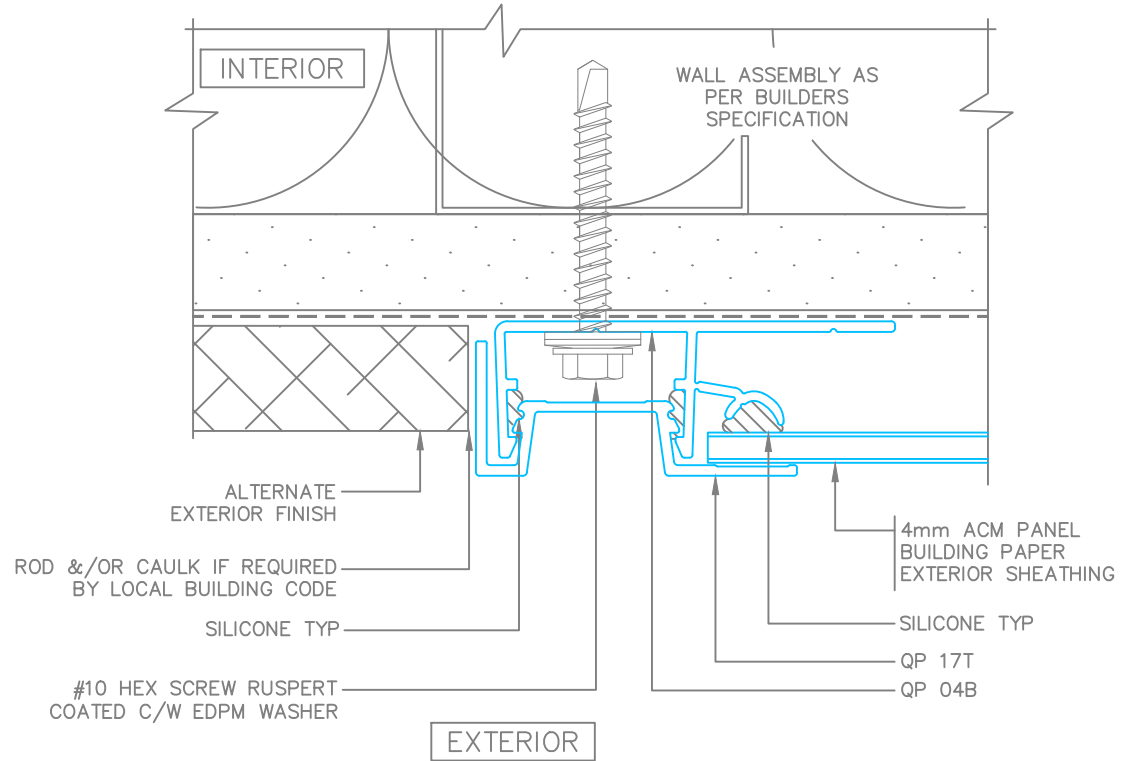 INTERIOR
WALL ASSEMBLY AS
PER BUILDERS
SPECIFICATION
ALTERNATE
EXTERIOR FINISH
ROD &/OR CAULK IF REQUIRED
BY LOCAL BUILDING CODE
SILICONE TYP
#10 HEX SCREW RUSPERT
COATED C/W EDPM WASHER
4mm ACM PANEL
BUILDING PAPER
EXTERIOR SHEATHING
SILICONE TYP
QP 17T
QP 04B
EXTERIOR